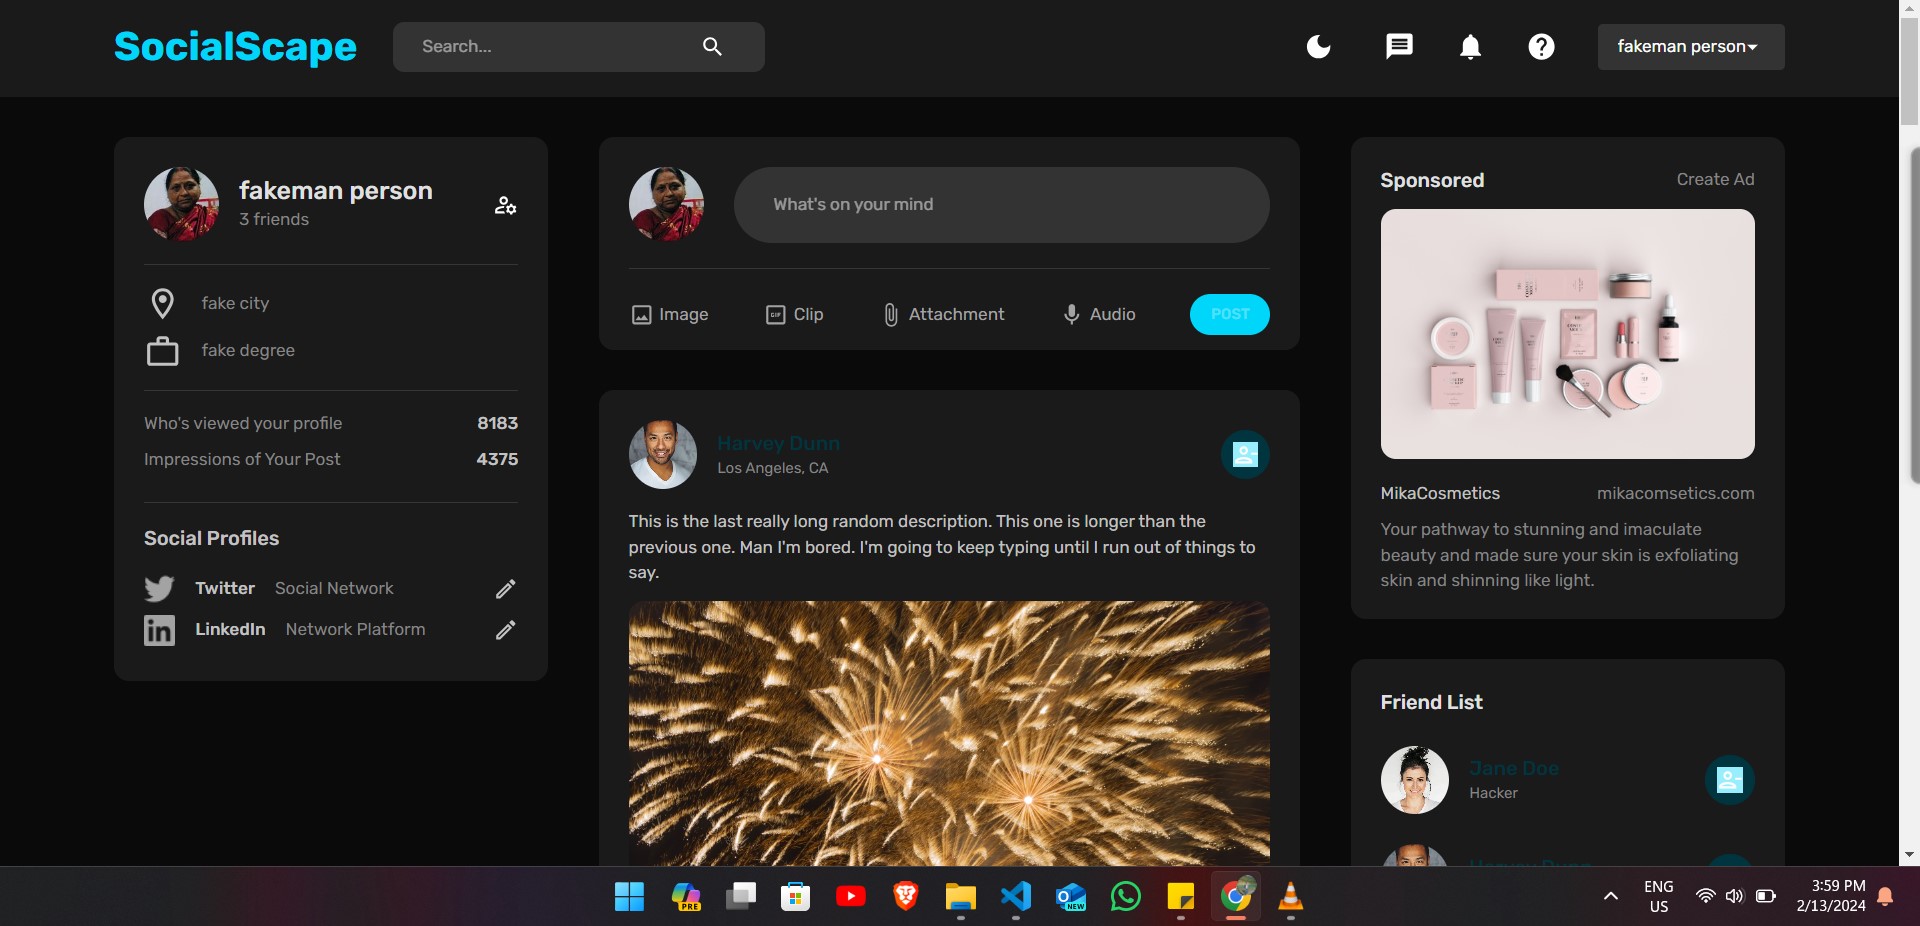 SocialScape
Search...
fakeman person
fakeman person
3 friends
fake city
fake degree
Who's viewed your profile 8183
Impressions of Your Post 4375
Social Profiles
Twitter Social Network
LinkedIn Network Platform
What's on your mind
Image GIF Clip Attachment Audio POST
Harvey Dunn
Los Angeles, CA
This is the last really long random description. This one is longer than the
previous one. Man I'm bored. I'm going to keep typing until I run out of things to
say.
Sponsored Create Ad
MikaCosmetics mikacomsetics.com
Your pathway to stunning and imaculate
beauty and made sure your skin is exfoliating
skin and shinning like light.
Friend List
Jane Doe
Hacker
Harvey Dunn
PRE
NEW
ENG
US
3:59 PM
2/13/2024